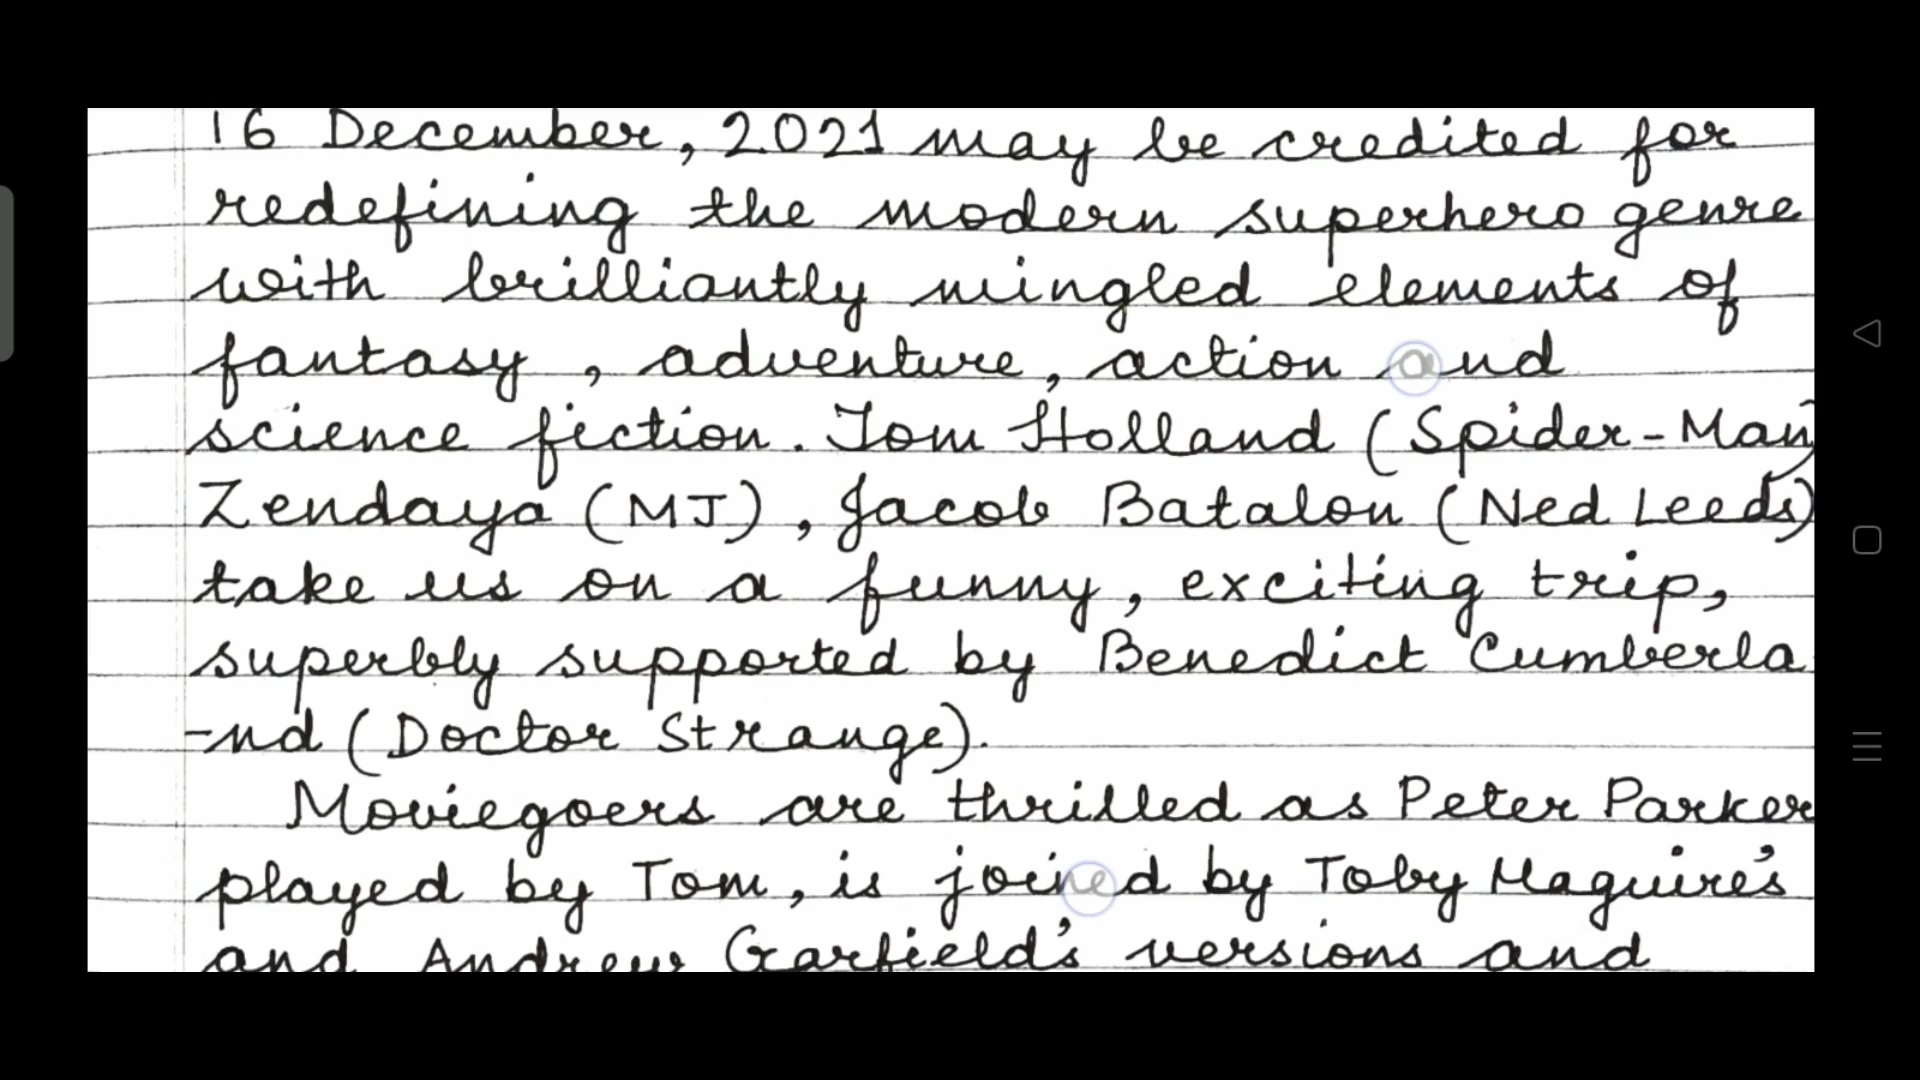 16 December, 2021 may be credited for
redefining the modern superhero genre
with brilliantly mingled elements of
fantasy, adventure, action and
science fiction. Tom Holland (Spider-Man)
Zendaya (MJ), Jacob Batalon (Ned Leeds)
take us on a funny, exciting trip,
superbly supported by Benedict Cumberla
-nd (Doctor Strange).
Moviegoers are thrilled as Peter Parker
played by Tom, is joined by Toby Maguire's
and Andrew Garfield's versions and